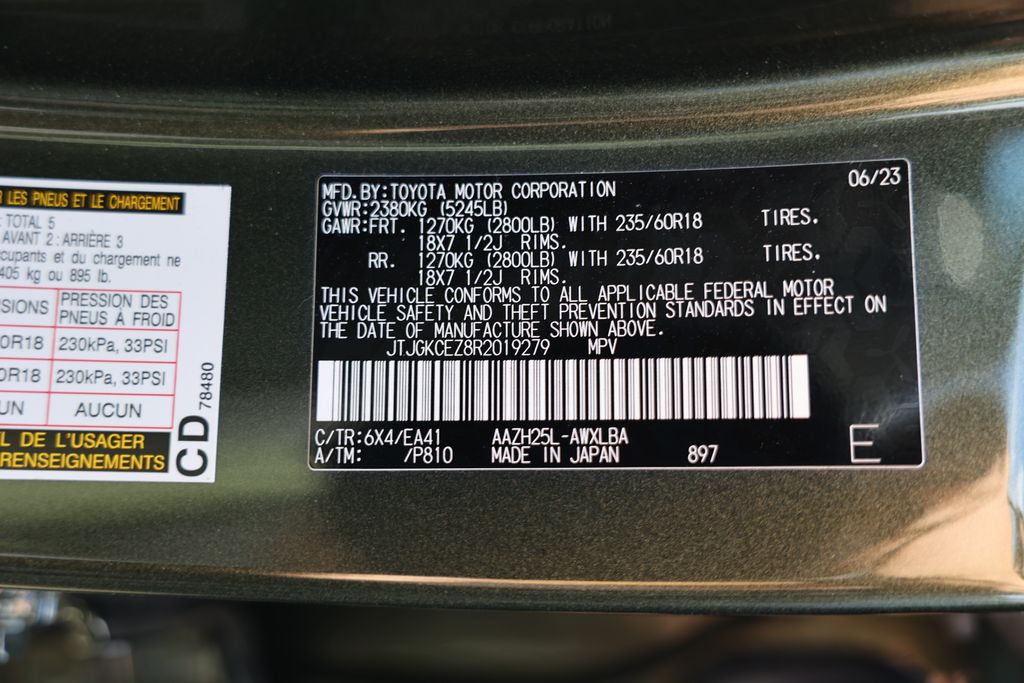 LES PNEUS ET LE CHARGEMENT
TOTAL 5
AVANT 2 : ARRIÈRE 3
et du chargement ne
405 kg ou 895 lb.
PRESSION DES
PNEUS À FROID
0R18 230kPa, 33PSI
0R18 230kPa, 33PSI
AUCUN
DE L'USAGER
RENSEIGNEMENTS
CD
78480
06/23
MFD. BY:TOYOTA MOTOR CORPORATION
GVWR:2380KG (5245LB)
GAWR:FRT. 1270KG (2800LB) WITH 235/60R18 TIRES.
18X7 1/2J RIMS.
RR. 1270KG (2800LB) WITH 235/60R18 TIRES.
18X7 1/2J RIMS.
THIS VEHICLE CONFORMS TO ALL APPLICABLE FEDERAL MOTOR
VEHICLE SAFETY AND THEFT PREVENTION STANDARDS IN EFFECT ON
THE DATE OF MANUFACTURE SHOWN ABOVE.
JTJGKCEZ8R2019279 MPV
C/TR:6X4/EA41 AAZH25L-AWXLBA
A/TM: /P810 MADE IN JAPAN 897
E